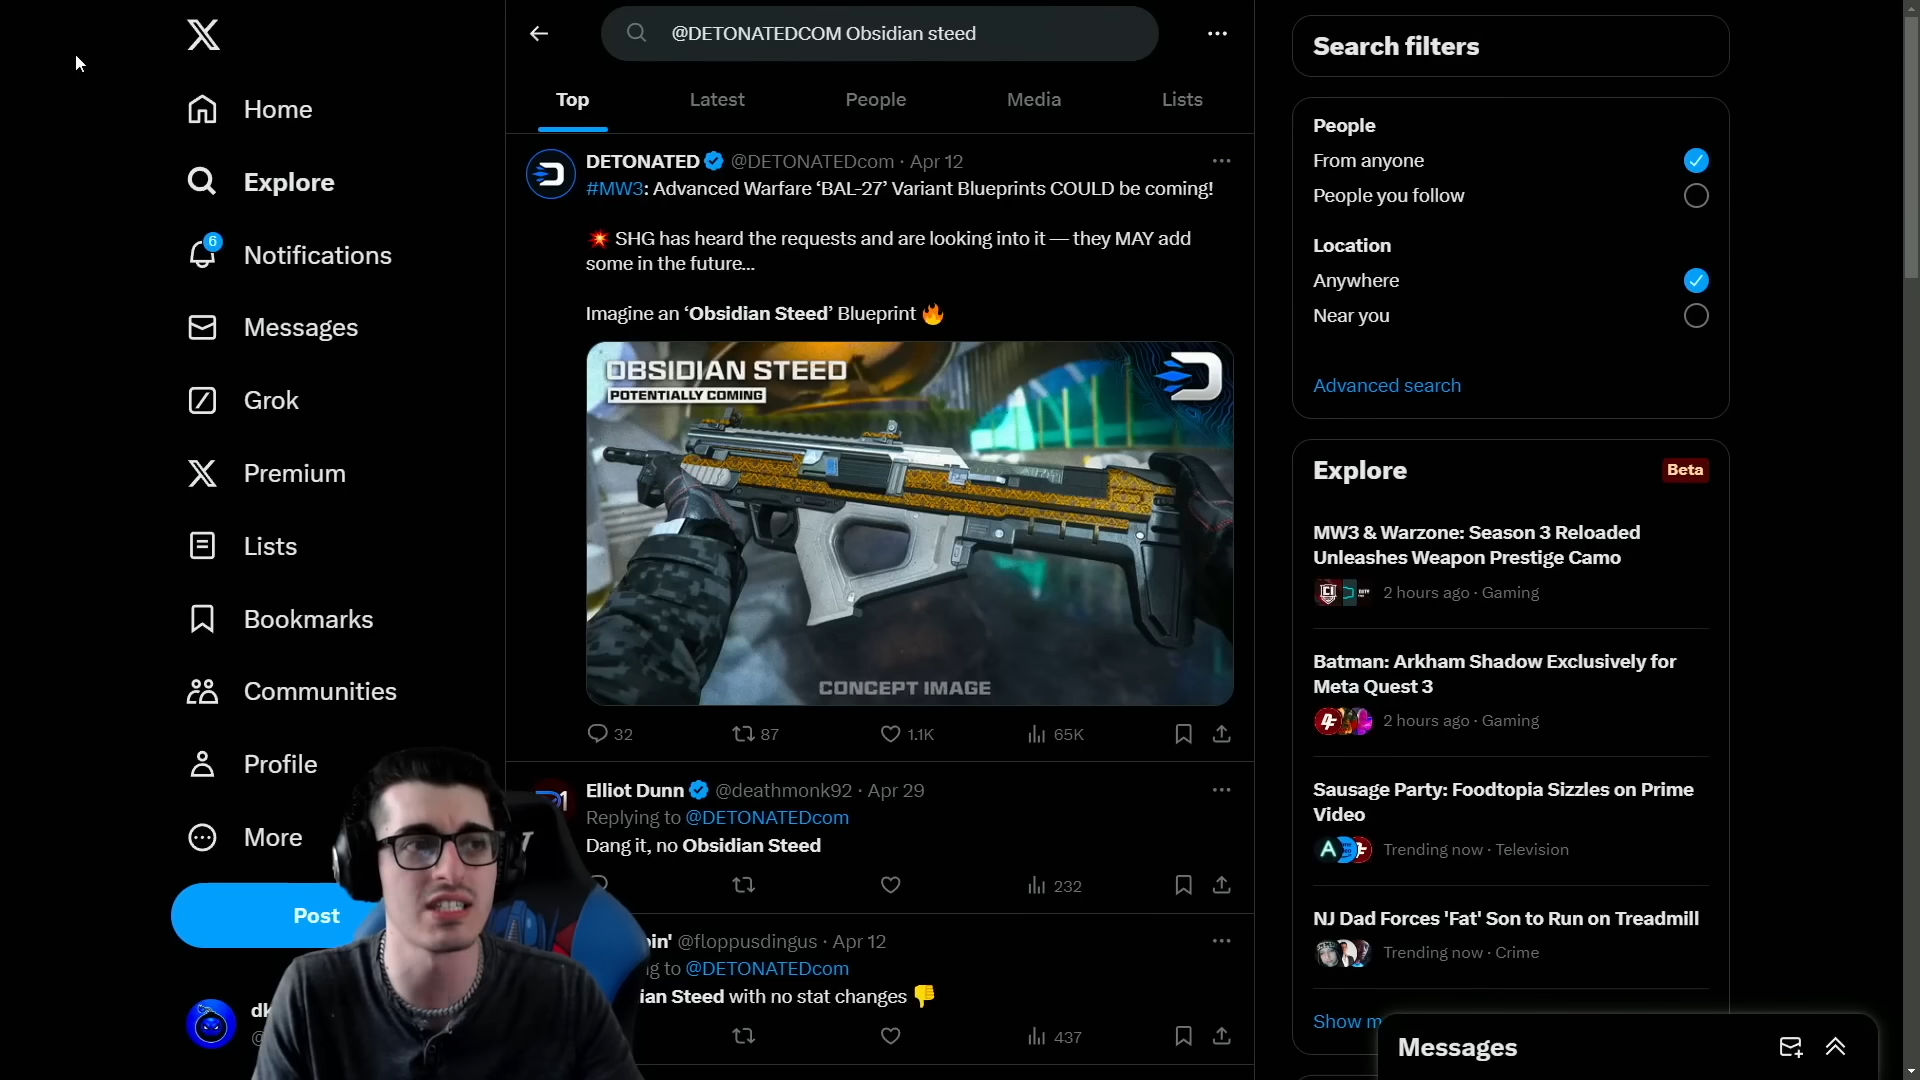 @DETONATEDCOM Obsidian steed
Top
Latest
People
Media
Lists
Home
Explore
6
Notifications
Messages
Grok
Premium
Lists
Bookmarks
Communities
Profile
More
Post
dk
@
DETONATED @DETONATEDcom · Apr 12
#MW3: Advanced Warfare ‘BAL-27’ Variant Blueprints COULD be coming!
💥 SHG has heard the requests and are looking into it — they MAY add
some in the future...
Imagine an ‘Obsidian Steed’ Blueprint 🔥
OBSIDIAN STEED
POTENTIALLY COMING
CONCEPT IMAGE
32
87
1.1K
65K
Elliot Dunn @deathmonk92 · Apr 29
Replying to @DETONATEDcom
Dang it, no Obsidian Steed
232
pin' @floppusdingus · Apr 12
ng to @DETONATEDcom
ian Steed with no stat changes 👎
437
Search filters
People
From anyone
People you follow
Location
Anywhere
Near you
Advanced search
Explore
Beta
MW3 & Warzone: Season 3 Reloaded
Unleashes Weapon Prestige Camo
2 hours ago · Gaming
Batman: Arkham Shadow Exclusively for
Meta Quest 3
2 hours ago · Gaming
Sausage Party: Foodtopia Sizzles on Prime
Video
Trending now · Television
NJ Dad Forces 'Fat' Son to Run on Treadmill
Trending now · Crime
Show m
Messages